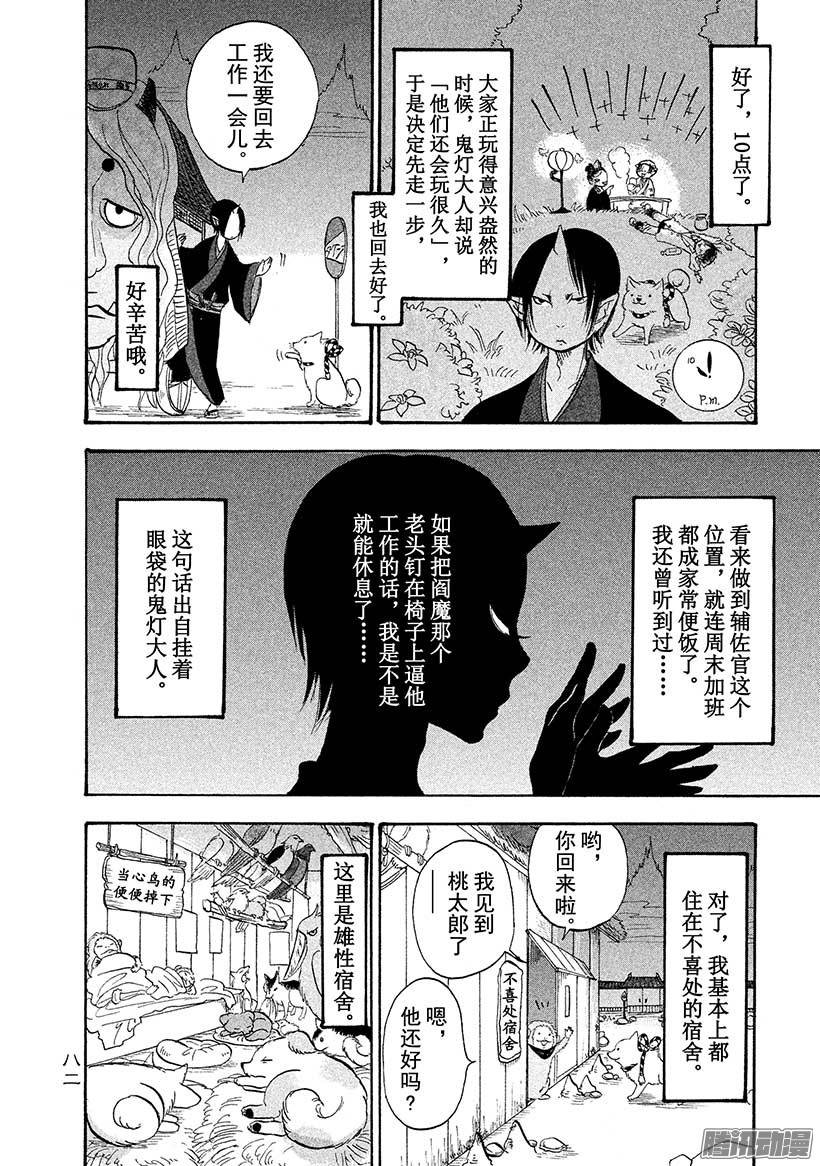 好了，10点了。
10
P.m.
大家正玩得意兴盎然的
时候，鬼灯大人却说
「他们还会玩很久」，
于是决定先走一步，
我也回去好了。
我还要回去
工作一会儿。
好辛苦哦。
看来做到辅佐官这个
位置，就连周末加班
都成家常便饭了。
我还曾听到过……
如果把阎魔那个
老头钉在椅子上逼他
工作的话，我是不是
就能休息了……
这句话出自挂着
眼袋的鬼灯大人。
对了，我基本上都
住在不喜处的宿舍。
哟，
你回来啦。
我见到
桃太郎了
——
不喜处宿舍
嗯，
他还好吗？
这里是雄性宿舍。
当心鸟的
便便掉下
八二
腾讯动漫